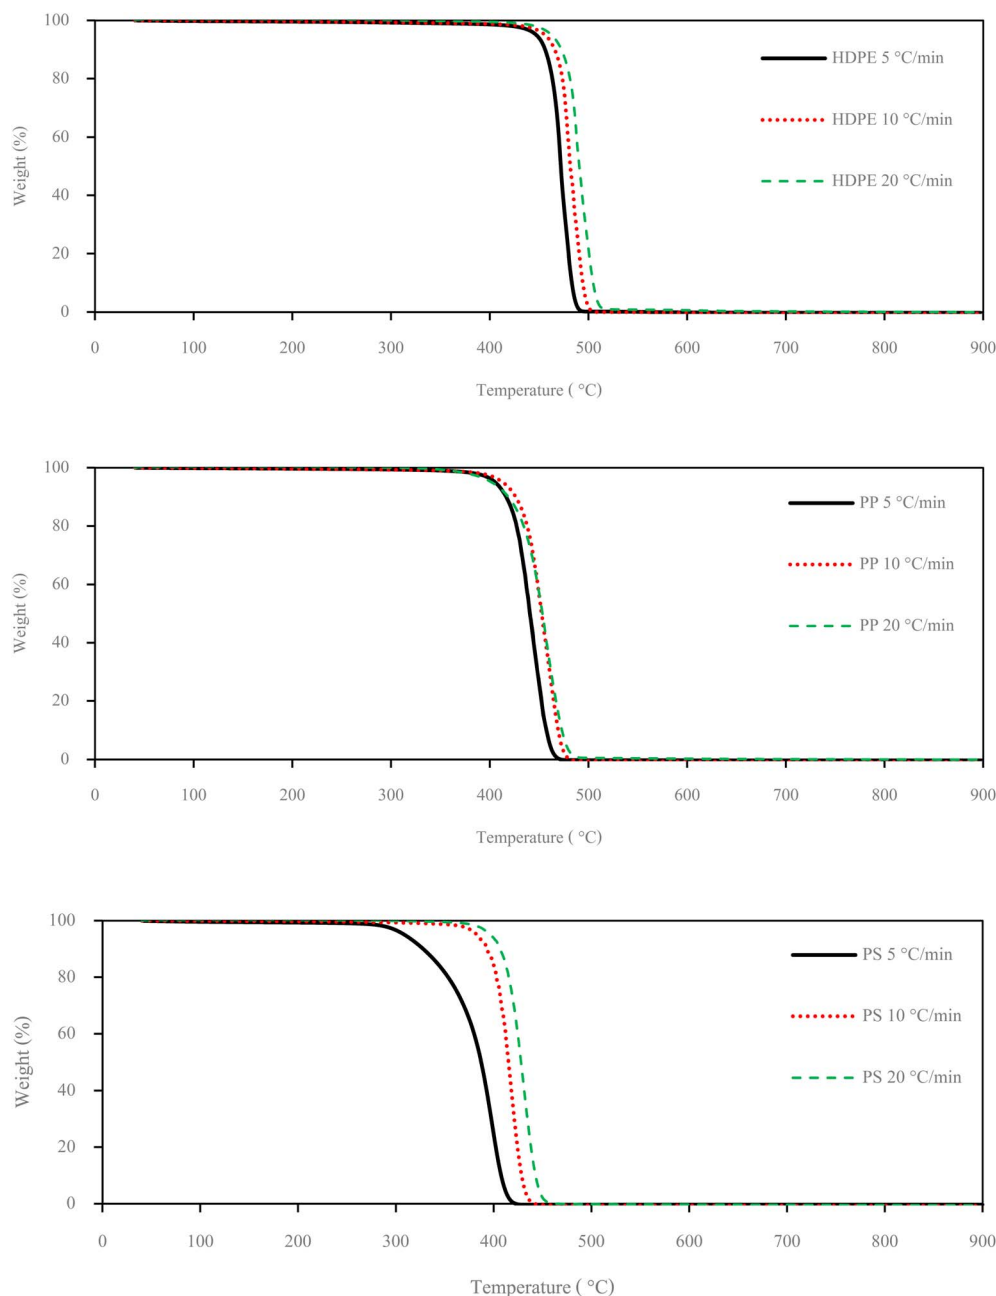 100
80
60
40
20
0
Weight (%)
HDPE 5 °C/min
HDPE 10 °C/min
HDPE 20 °C/min
0 100 200 300 400 500 600 700 800 900
Temperature ( °C)
100
80
60
40
20
0
Weight (%)
PP 5 °C/min
PP 10 °C/min
PP 20 °C/min
0 100 200 300 400 500 600 700 800 900
Temperature ( °C)
100
80
60
40
20
0
Weight (%)
PS 5 °C/min
PS 10 °C/min
PS 20 °C/min
0 100 200 300 400 500 600 700 800 900
Temperature ( °C)